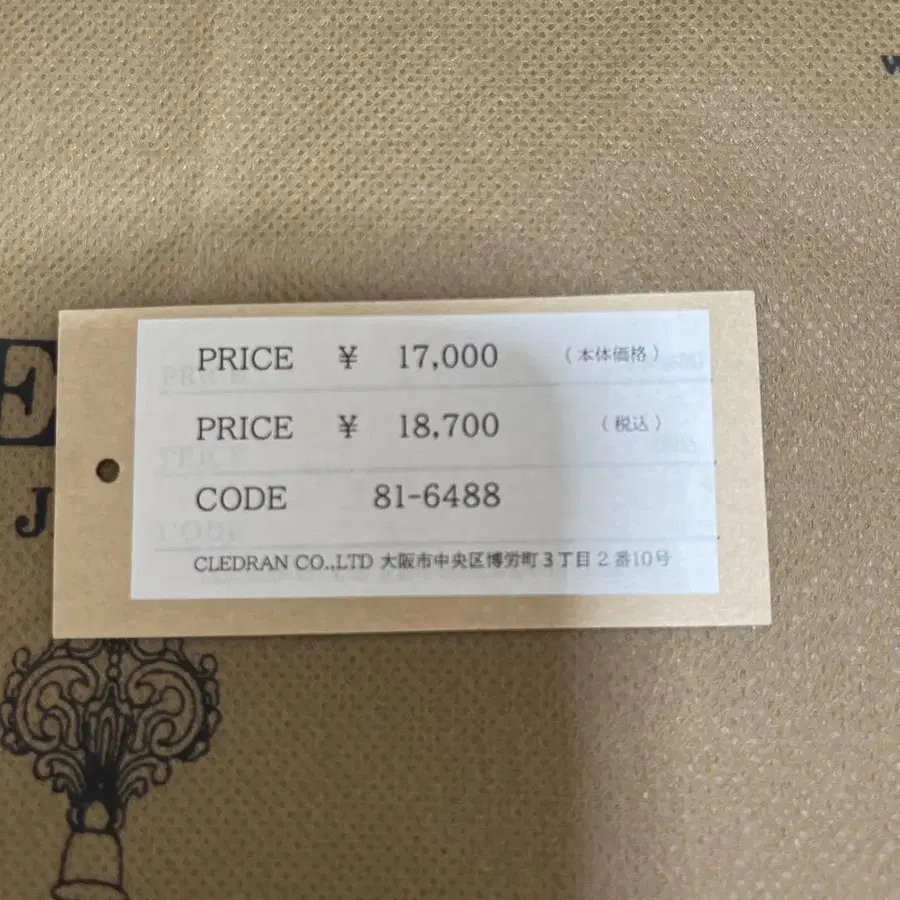 PRICE ¥ 17,000 (本体価格)
PRICE ¥ 18,700 (税込)
CODE 81-6488
CLEDRAN CO.,LTD 大阪市中央区博労町3丁目2番10号
E
J
w